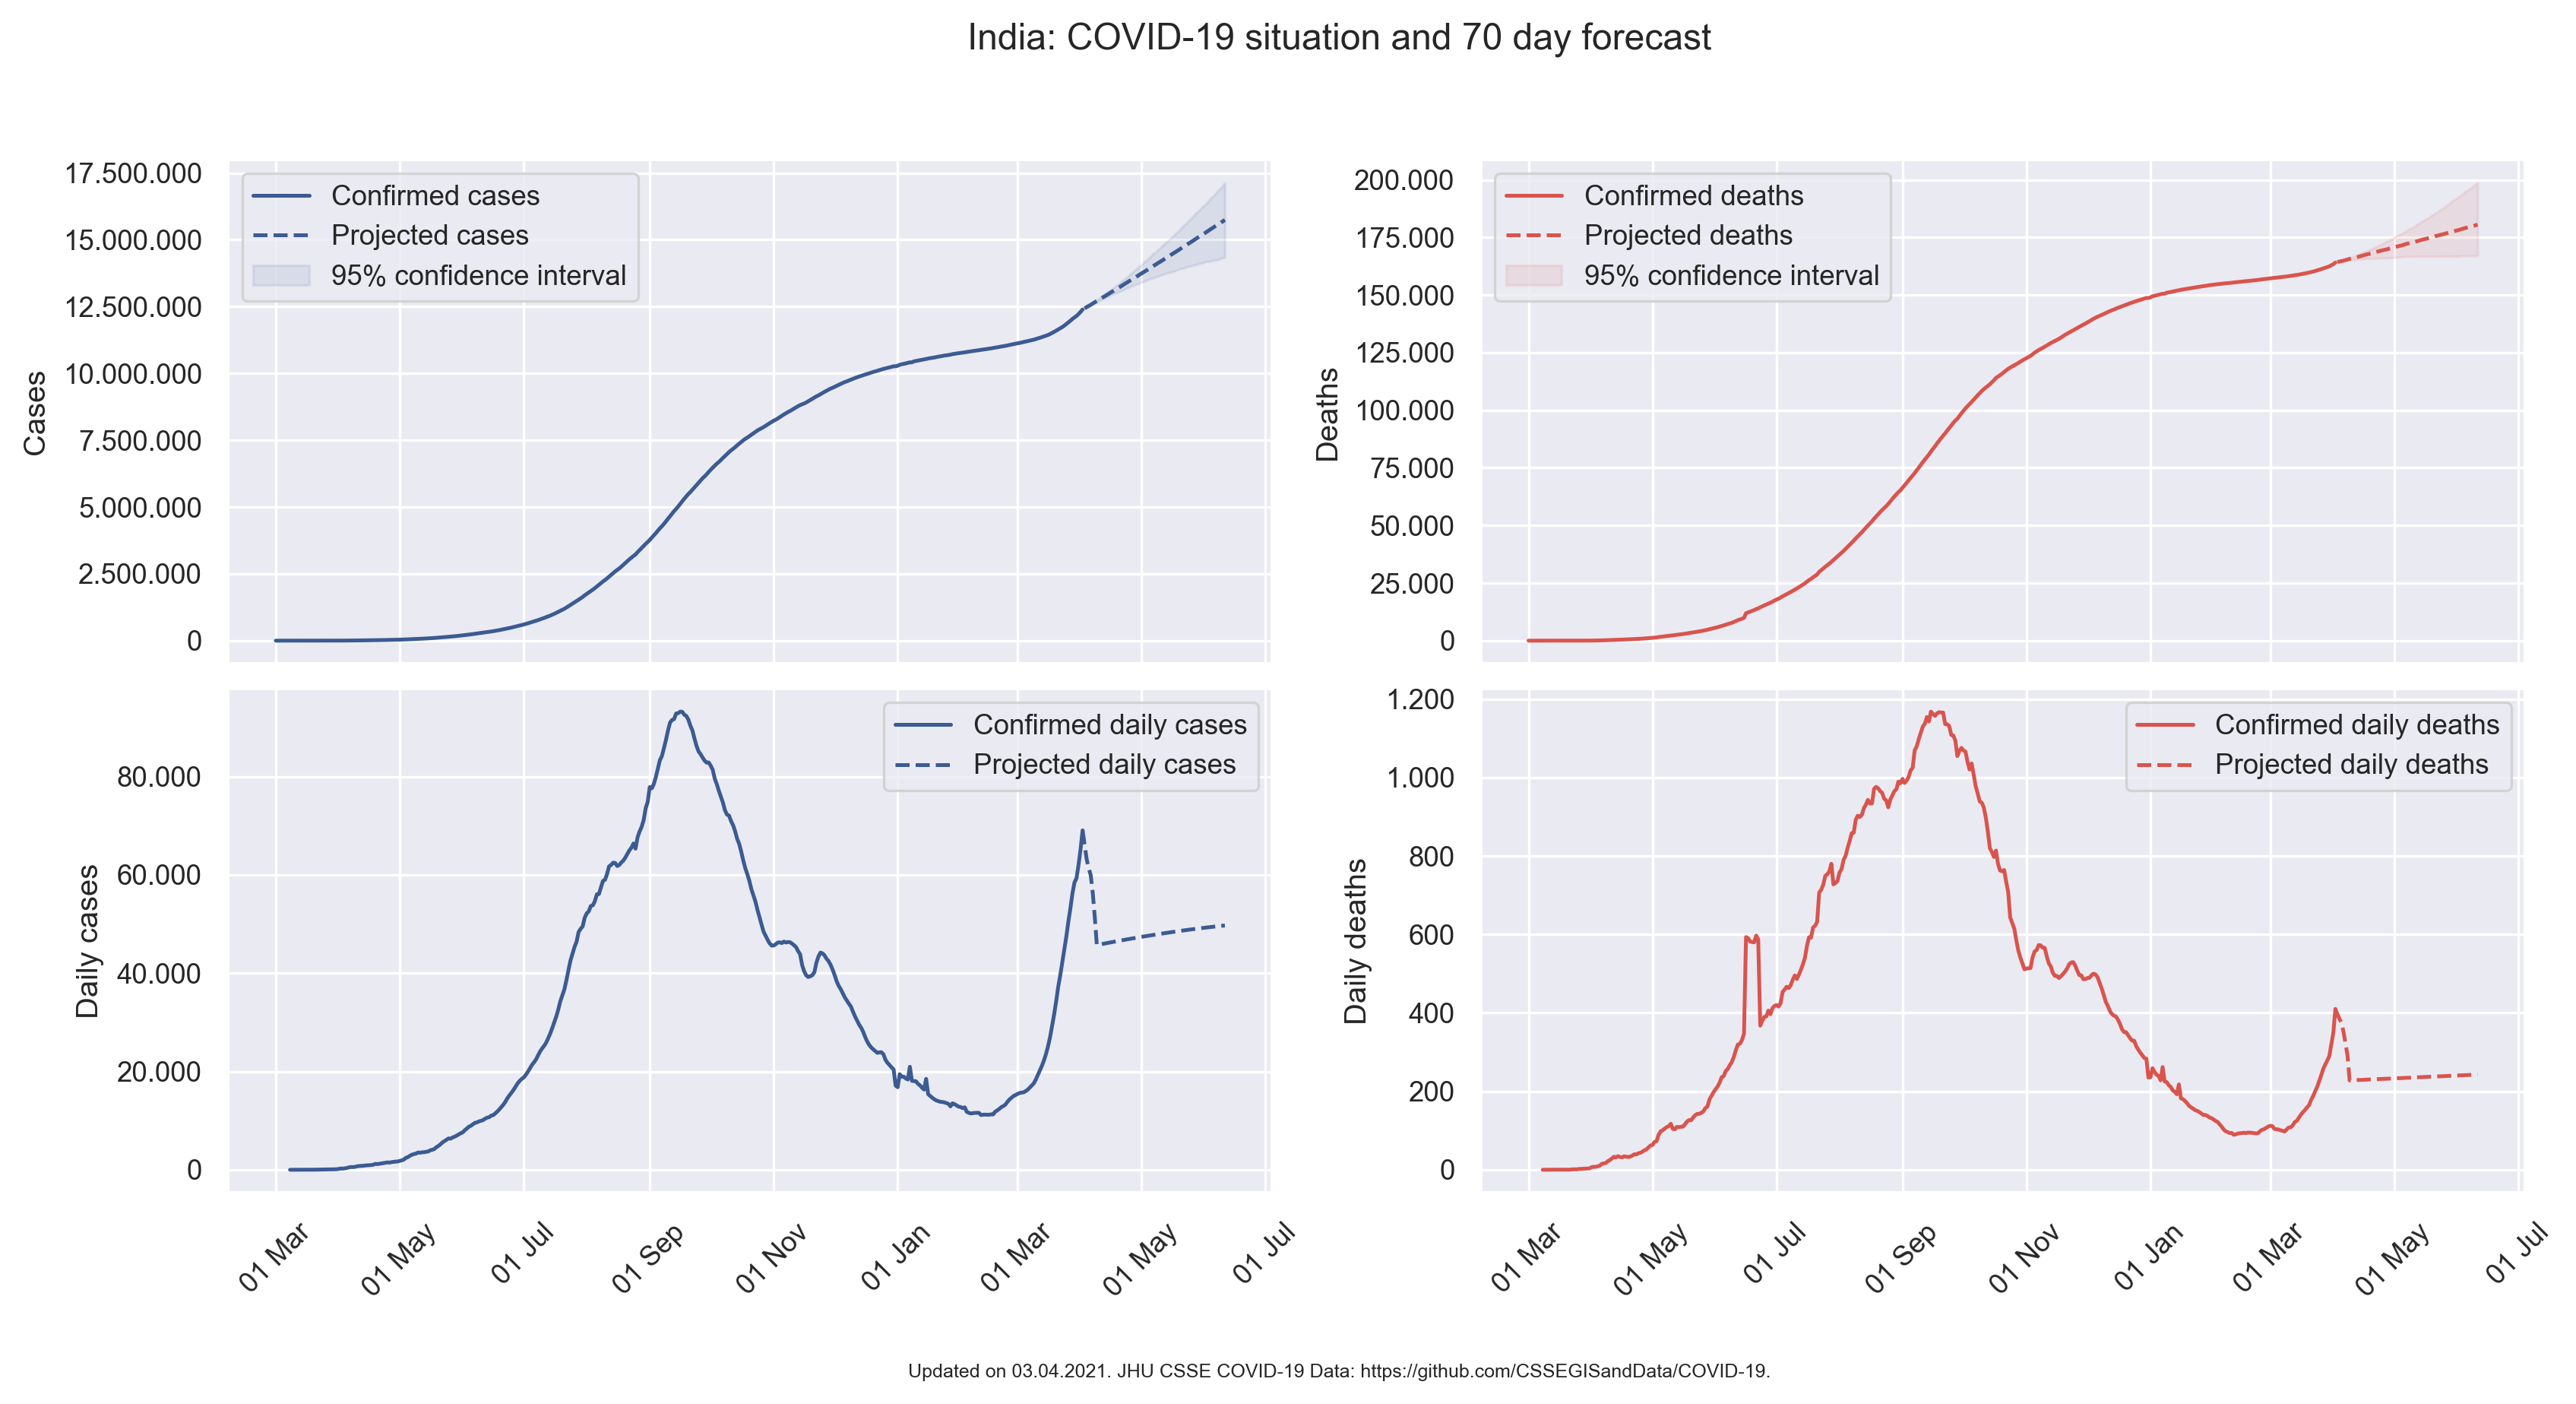 India: COVID-19 situation and 70 day forecast
Cases
17.500.000
15.000.000
12.500.000
10.000.000
7.500.000
5.000.000
2.500.000
0
Confirmed cases
Projected cases
95% confidence interval
Deaths
200.000
175.000
150.000
125.000
100.000
75.000
50.000
25.000
0
Confirmed deaths
Projected deaths
95% confidence interval
Daily cases
80.000
60.000
40.000
20.000
0
Confirmed daily cases
Projected daily cases
01 Mar
01 May
01 Jul
01 Sep
01 Nov
01 Jan
01 Mar
01 May
01 Jul
Daily deaths
1.200
1.000
800
600
400
200
0
Confirmed daily deaths
Projected daily deaths
01 Mar
01 May
01 Jul
01 Sep
01 Nov
01 Jan
01 Mar
01 May
01 Jul
Updated on 03.04.2021. JHU CSSE COVID-19 Data: https://github.com/CSSEGISandData/COVID-19.